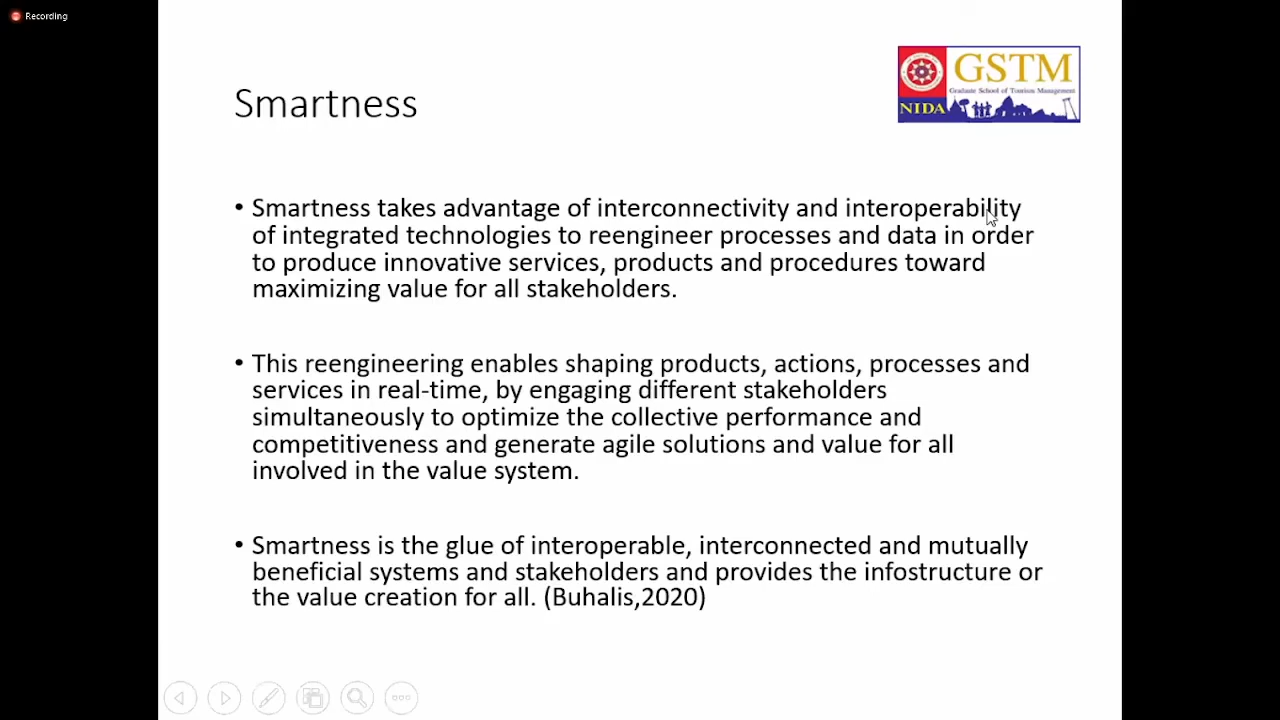 Recording
GSTM
Graduate School of Tourism Management
NIDA
Smartness
• Smartness takes advantage of interconnectivity and interoperability
of integrated technologies to reengineer processes and data in order
to produce innovative services, products and procedures toward
maximizing value for all stakeholders.
• This reengineering enables shaping products, actions, processes and
services in real-time, by engaging different stakeholders
simultaneously to optimize the collective performance and
competitiveness and generate agile solutions and value for all
involved in the value system.
• Smartness is the glue of interoperable, interconnected and mutually
beneficial systems and stakeholders and provides the infostructure or
the value creation for all. (Buhalis,2020)